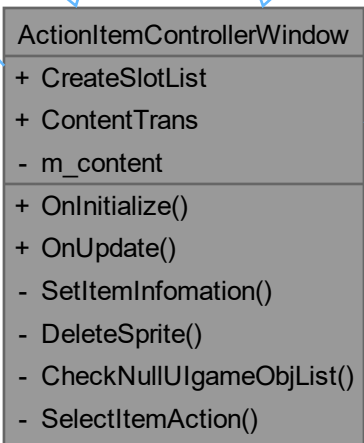 ActionItemControllerWindow
+ CreateSlotList
+ ContentTrans
- m_content
+ OnInitialize()
+ OnUpdate()
- SetItemInfomation()
- DeleteSprite()
- CheckNullUIgameObjList()
- SelectItemAction()